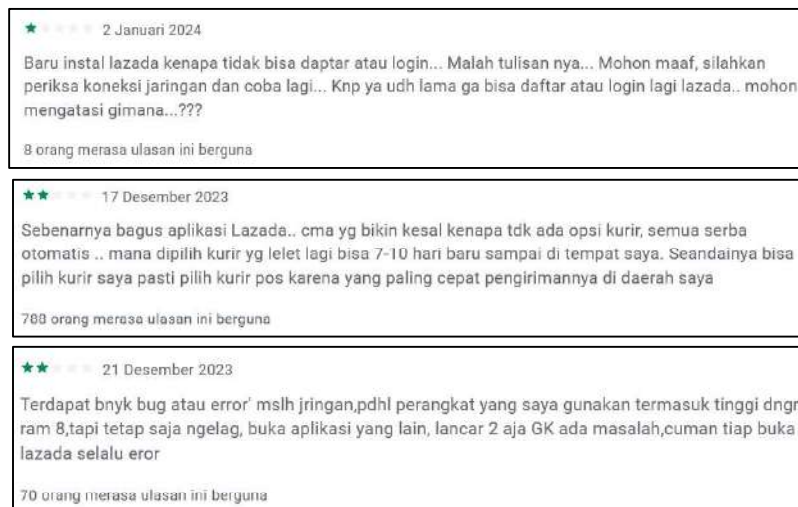 2 Januari 2024
Baru instal lazada kenapa tidak bisa daptar atau login... Malah tulisan nya... Mohon maaf, silahkan
periksa koneksi jaringan dan coba lagi... Knp ya udh lama ga bisa daftar atau login lagi lazada.. mohon
mengatasi gimana...???
8 orang merasa ulasan ini berguna
17 Desember 2023
Sebenarnya bagus aplikasi Lazada.. cma yg bikin kesal kenapa tdk ada opsi kurir, semua serba
otomatis .. mana dipilih kurir yg lelet lagi bisa 7-10 hari baru sampai di tempat saya. Seandainya bisa
pilih kurir saya pasti pilih kurir pos karena yang paling cepat pengirimannya di daerah saya
788 orang merasa ulasan ini berguna
21 Desember 2023
Terdapat bnyk bug atau error' mslh jringan,pdhl perangkat yang saya gunakan termasuk tinggi dngr
ram 8,tapi tetap saja ngelag, buka aplikasi yang lain, lancar 2 aja GK ada masalah,cuman tiap buka
lazada selalu eror
70 orang merasa ulasan ini berguna